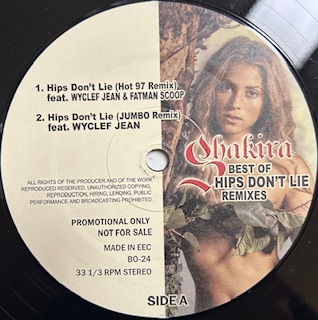 1. Hips Don't Lie (Hot 97 Remix)
feat. WYCLEF JEAN & FATMAN SCOOP
2. Hips Don't Lie (JUMBO Remix)
feat. WYCLEF JEAN
Shakira
BEST OF
HIPS DON'T LIE
REMIXES
ALL RIGHTS OF THE PRODUCER AND OF THE WORK
REPRODUCED RESERVED. UNAUTHORIZED COPYING,
REPRODUCTION, HIRING, LENDING, PUBLIC
PERFORMANCE AND BROADCASTING PROHIBITED.
PROMOTIONAL ONLY
NOT FOR SALE
MADE IN EEC
BO-24
33 1/3 RPM STEREO
SIDE A